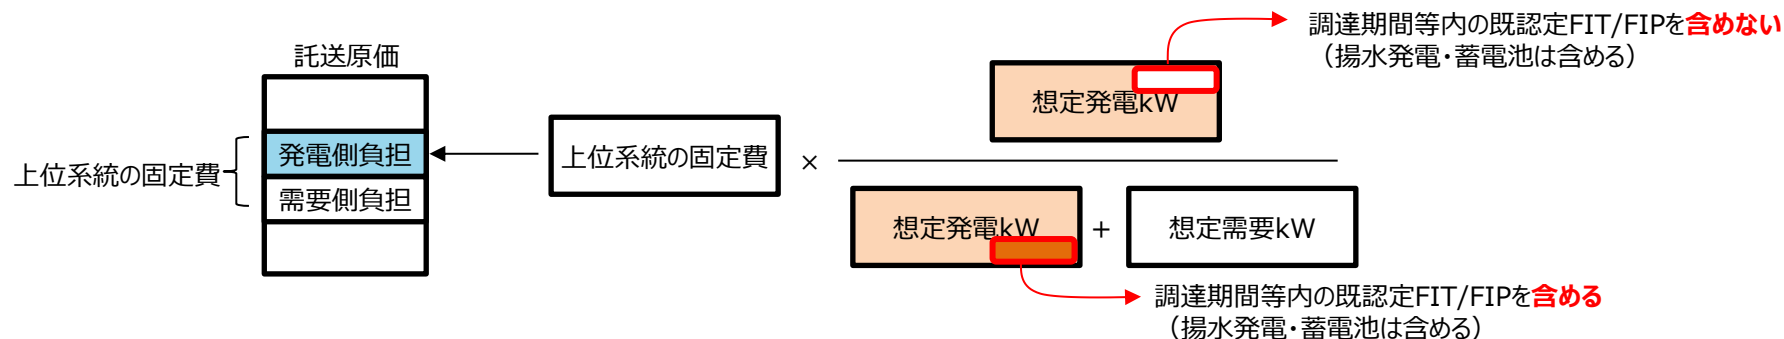 調達期間等内の既認定FIT/FIPを含めない
（揚水発電・蓄電池は含める）
託送原価
想定発電kW
上位系統の固定費
発電側負担
上位系統の固定費
×
需要側負担
想定発電kW
+
想定需要kW
調達期間等内の既認定FIT/FIPを含める
（揚水発電・蓄電池は含める）